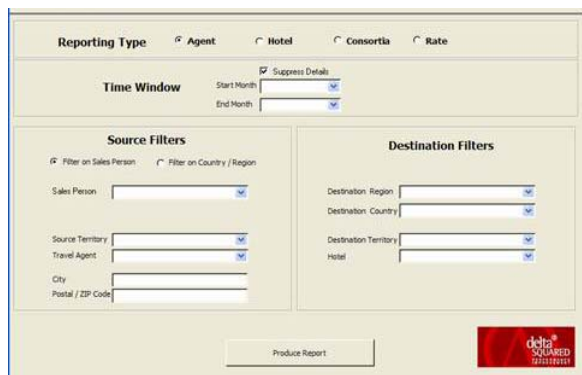 Reporting Type Agent Hotel Consortia Rate
Suppress Details
Time Window
Start Month
End Month
Source Filters
Filter on Sales Person Filter on Country / Region
Sales Person
Source Territory
Travel Agent
City
Postal / ZIP Code
Destination Filters
Destination Region
Destination Country
Destination Territory
Hotel
Produce Report
delta
SQUARED